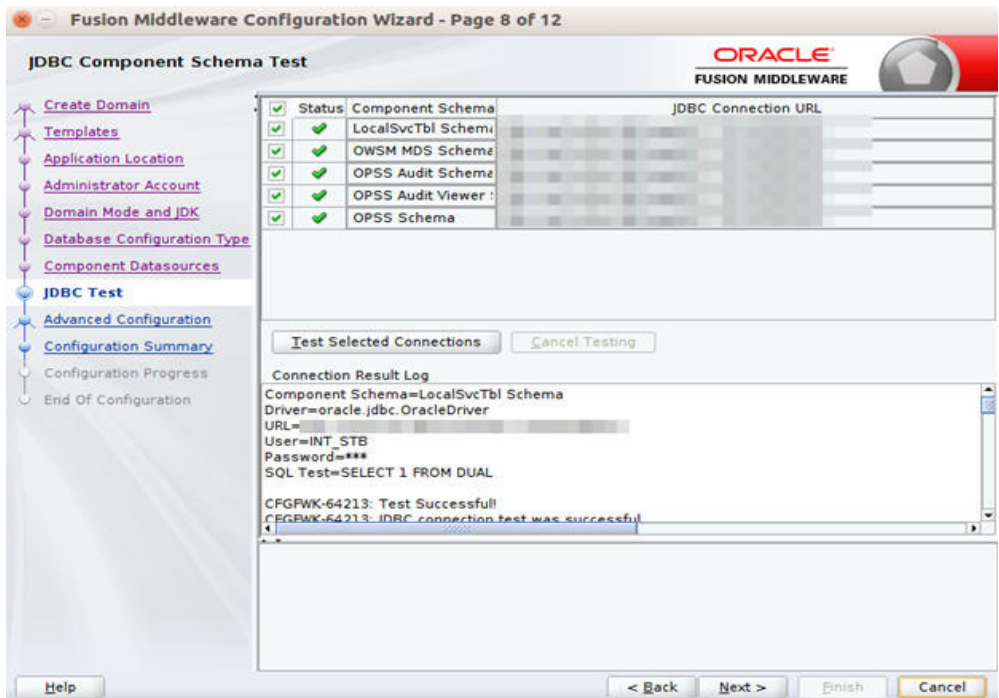 Fusion Middleware Configuration Wizard - Page 8 of 12
JDBC Component Schema Test
ORACLE
FUSION MIDDLEWARE
Create Domain
Templates
Application Location
Administrator Account
Domain Mode and JDK
Database Configuration Type
Component Datasources
JDBC Test
Advanced Configuration
Configuration Summary
Configuration Progress
End Of Configuration
Status Component Schema JDBC Connection URL
LocalSvcTbl Schema
OWSM MDS Schema
OPSS Audit Schema
OPSS Audit Viewer
OPSS Schema
Test Selected Connections Cancel Testing
Connection Result Log
Component Schema=LocalSvcTbl Schema
Driver=oracle.jdbc.OracleDriver
URL=
User=INT_STB
Password=***
SQL Test=SELECT 1 FROM DUAL
CFGFWK-64213: Test Successful!
CFGFWK-64213: JDBC connection test was successful
Help < Back Next > Finish Cancel